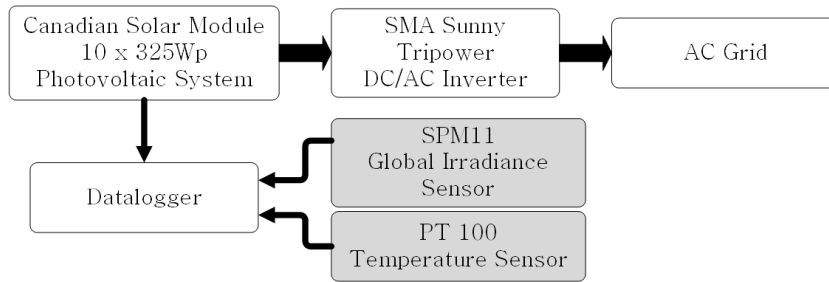 Canadian Solar Module
10 x 325Wp
Photovoltaic System
SMA Sunny
Tripower
DC/AC Inverter
AC Grid
Datalogger
SPM11
Global Irradiance
Sensor
PT 100
Temperature Sensor